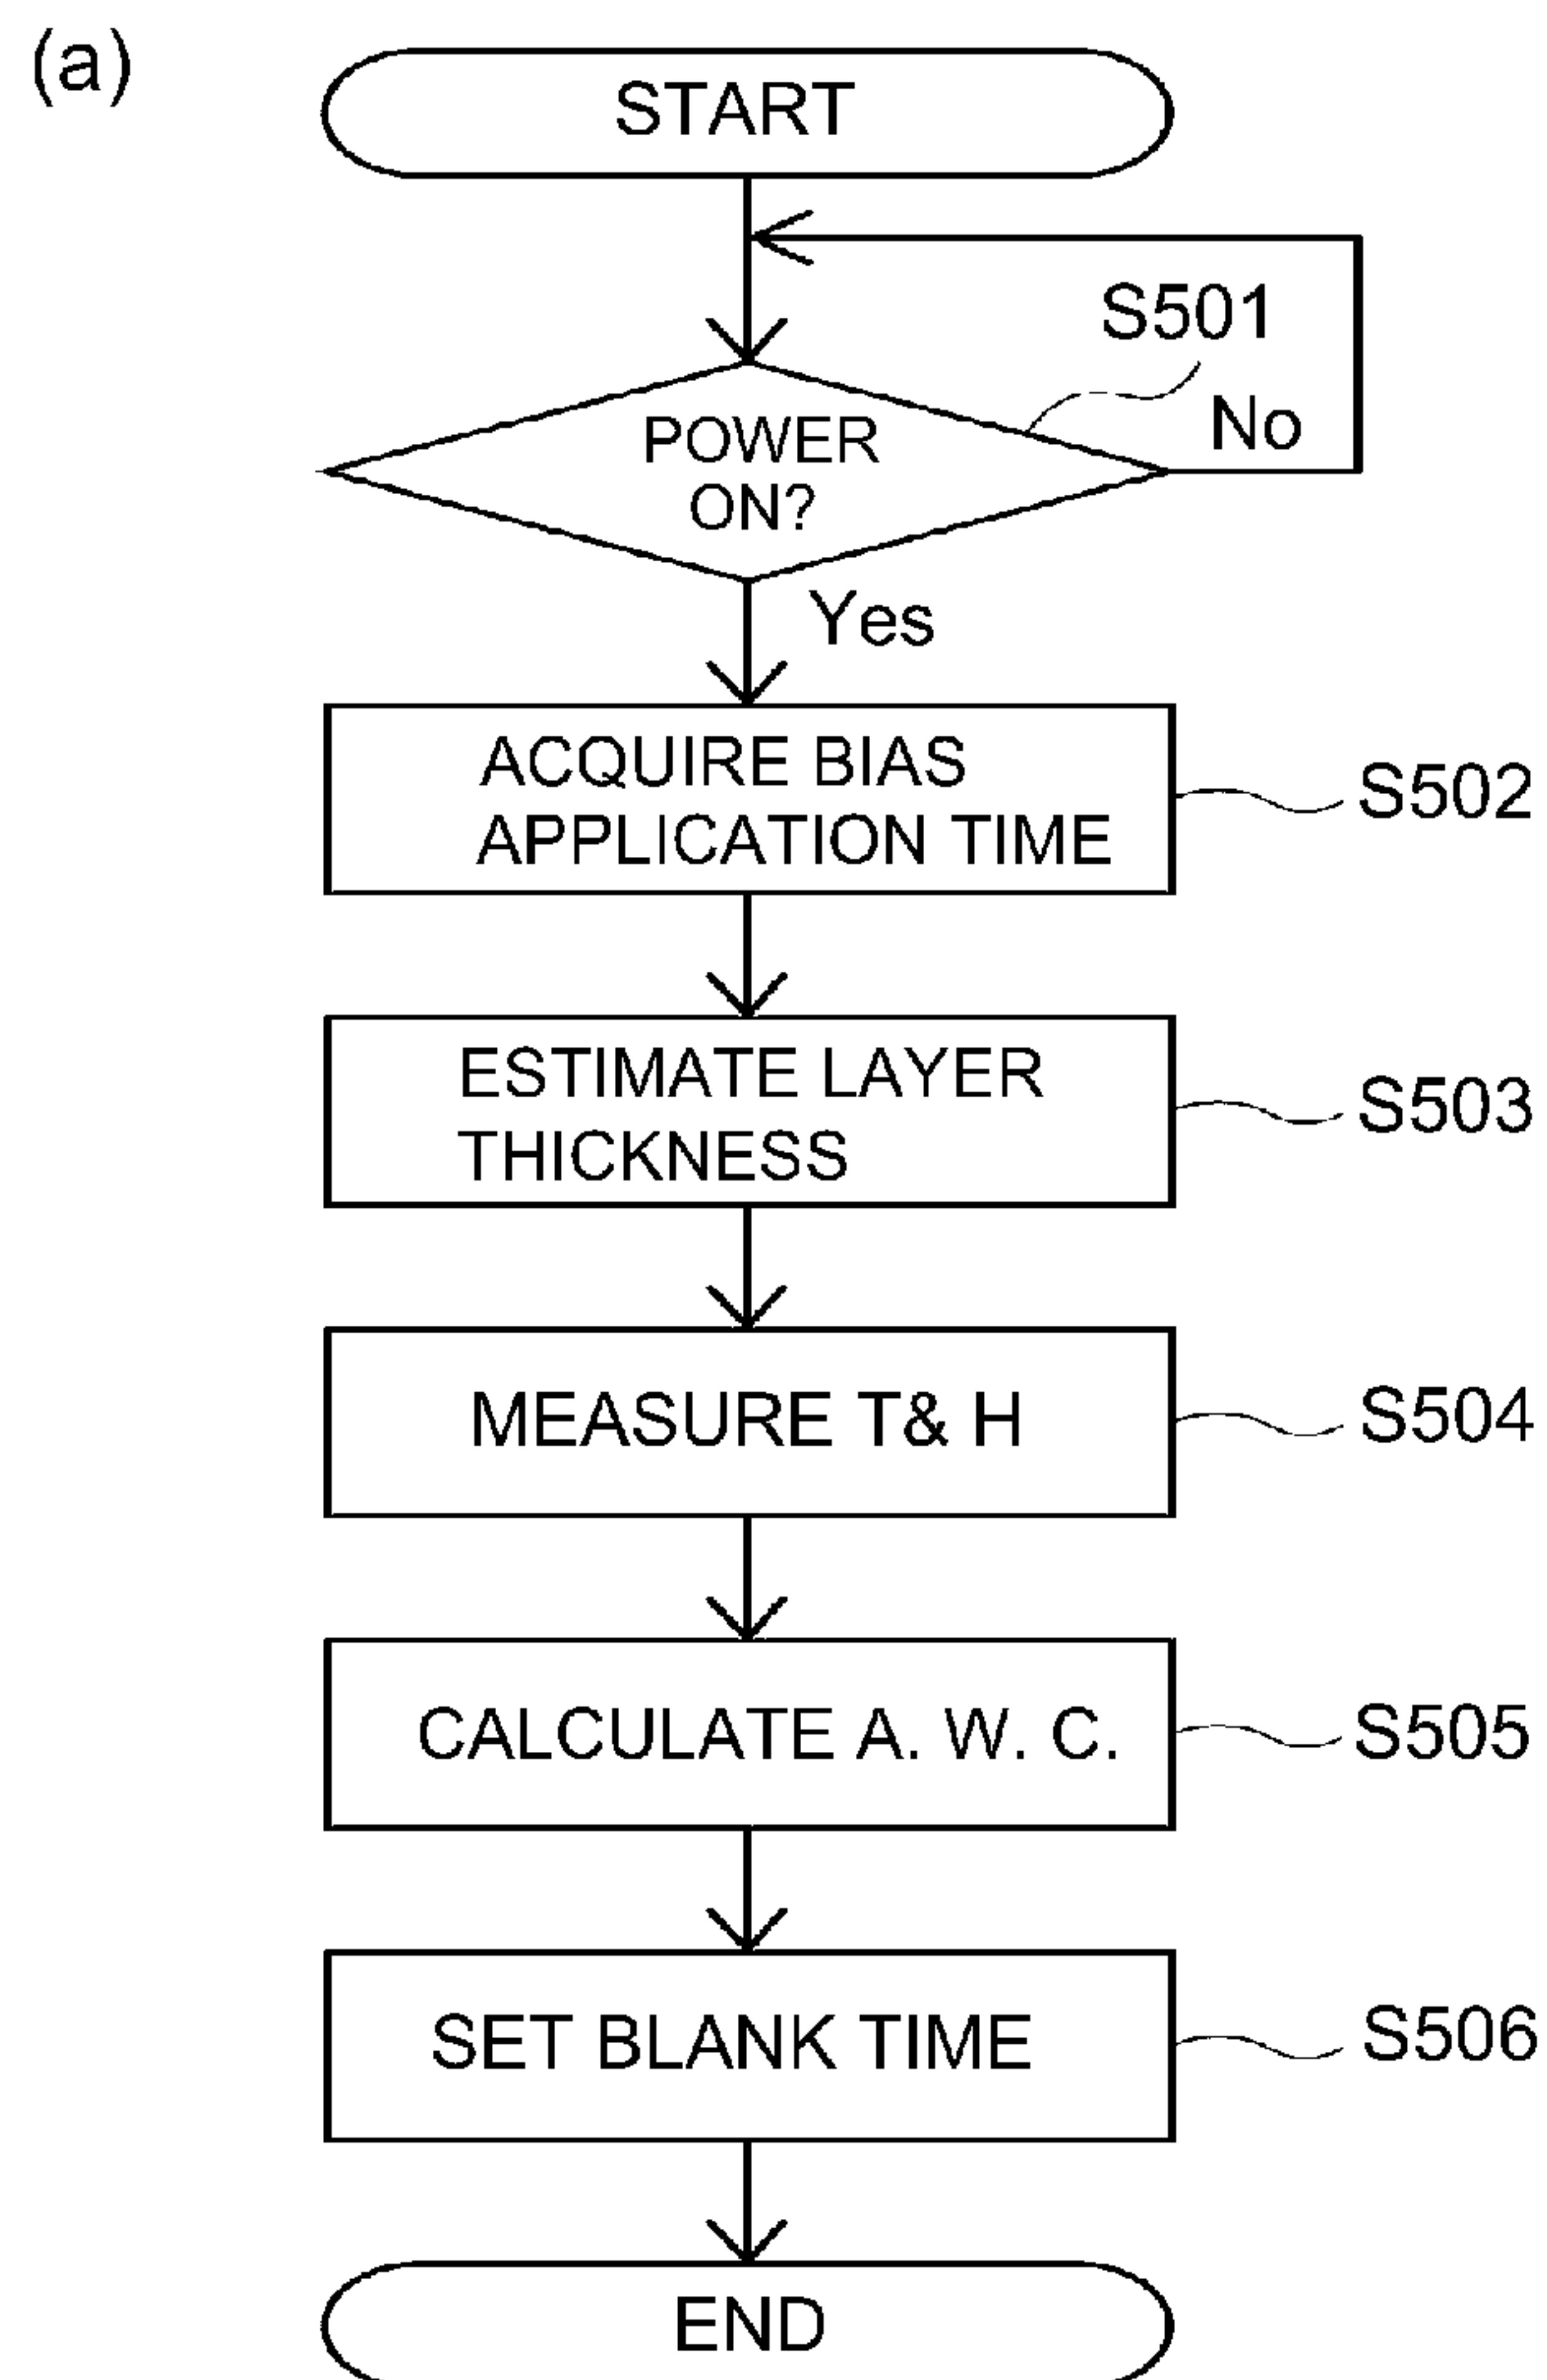 (a)
START
S501
No
POWER
ON?
Yes
ACQUIRE BIAS
APPLICATION TIME
S502
ESTIMATE LAYER
THICKNESS
S503
MEASURE T& H
S504
CALCULATE A. W. C.
S505
SET BLANK TIME
S506
END